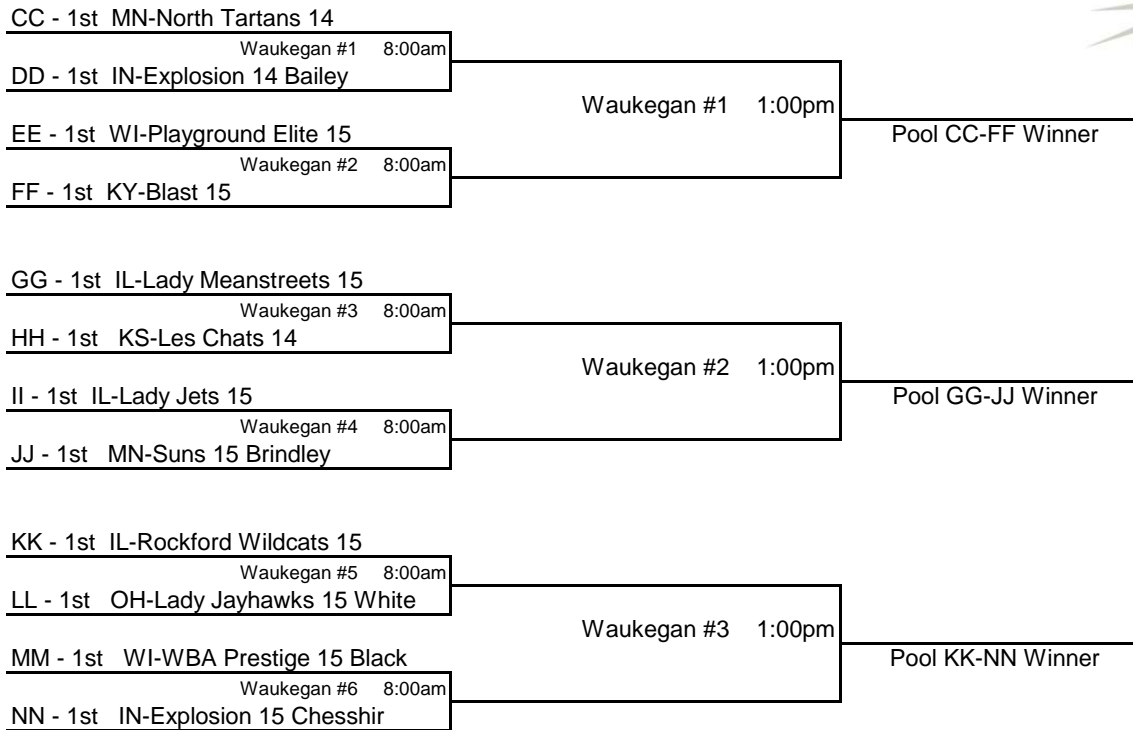 CC - 1st MN-North Tartans 14
Waukegan #1 8:00am
DD - 1st IN-Explosion 14 Bailey
Waukegan #1 1:00pm
EE - 1st WI-Playground Elite 15
Pool CC-FF Winner
Waukegan #2 8:00am
FF - 1st KY-Blast 15
GG - 1st IL-Lady Meanstreets 15
Waukegan #3 8:00am
HH - 1st KS-Les Chats 14
Waukegan #2 1:00pm
II - 1st IL-Lady Jets 15
Pool GG-JJ Winner
Waukegan #4 8:00am
JJ - 1st MN-Suns 15 Brindley
KK - 1st IL-Rockford Wildcats 15
Waukegan #5 8:00am
LL - 1st OH-Lady Jayhawks 15 White
Waukegan #3 1:00pm
MM - 1st WI-WBA Prestige 15 Black
Pool KK-NN Winner
Waukegan #6 8:00am
NN - 1st IN-Explosion 15 Chesshir